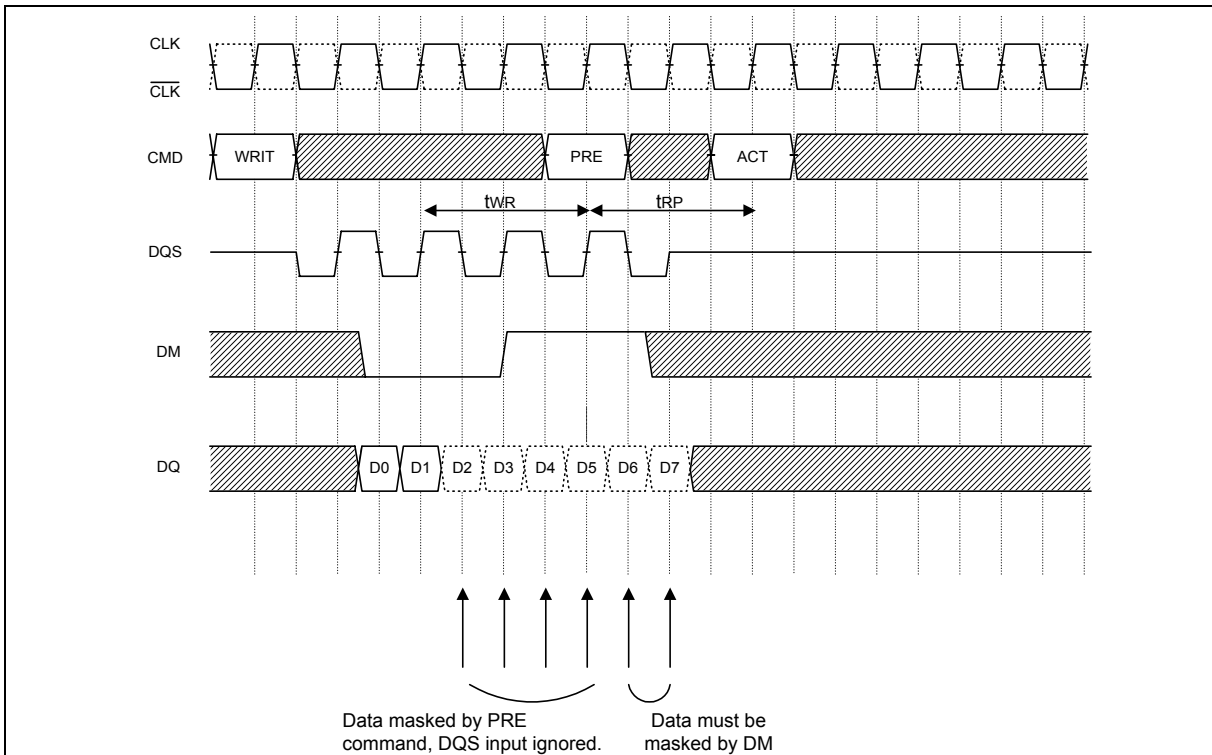 CLK
CLK
CMD
WRIT
PRE
ACT
tWR
tRP
DQS
DM
DQ
D0 D1 D2 D3 D4 D5 D6 D7
Data masked by PRE
command, DQS input ignored.
Data must be
masked by DM